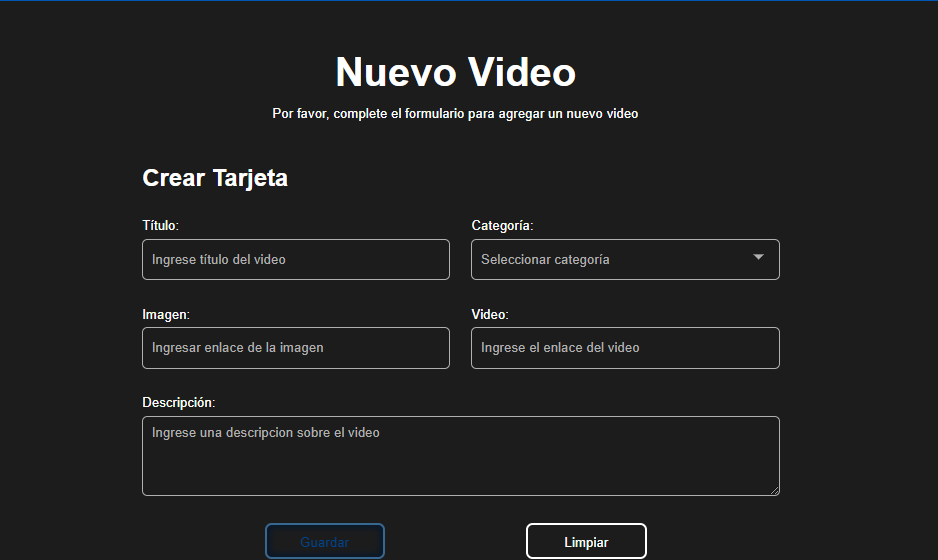 Nuevo Video
Por favor, complete el formulario para agregar un nuevo video
Crear Tarjeta
Título:
Categoría:
Ingrese título del video
Seleccionar categoría
Imagen:
Video:
Ingresar enlace de la imagen
Ingrese el enlace del video
Descripción:
Ingrese una descripcion sobre el video
Guardar
Limpiar